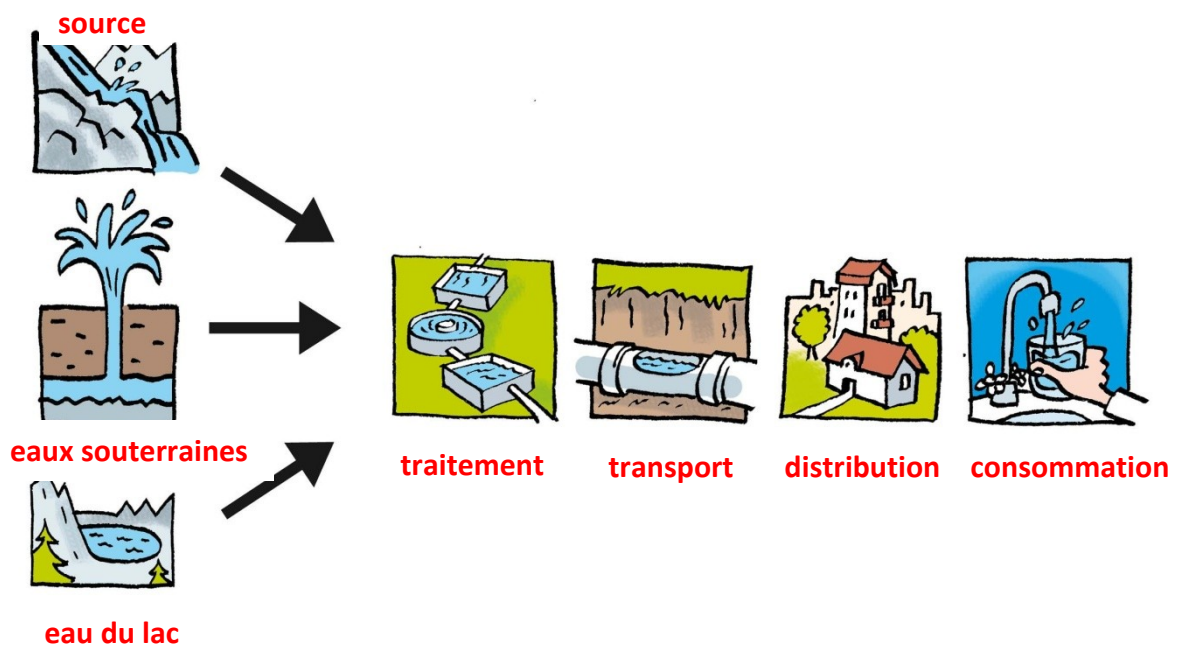 source
eaux souterraines
traitement
transport
distribution
consommation
eau du lac